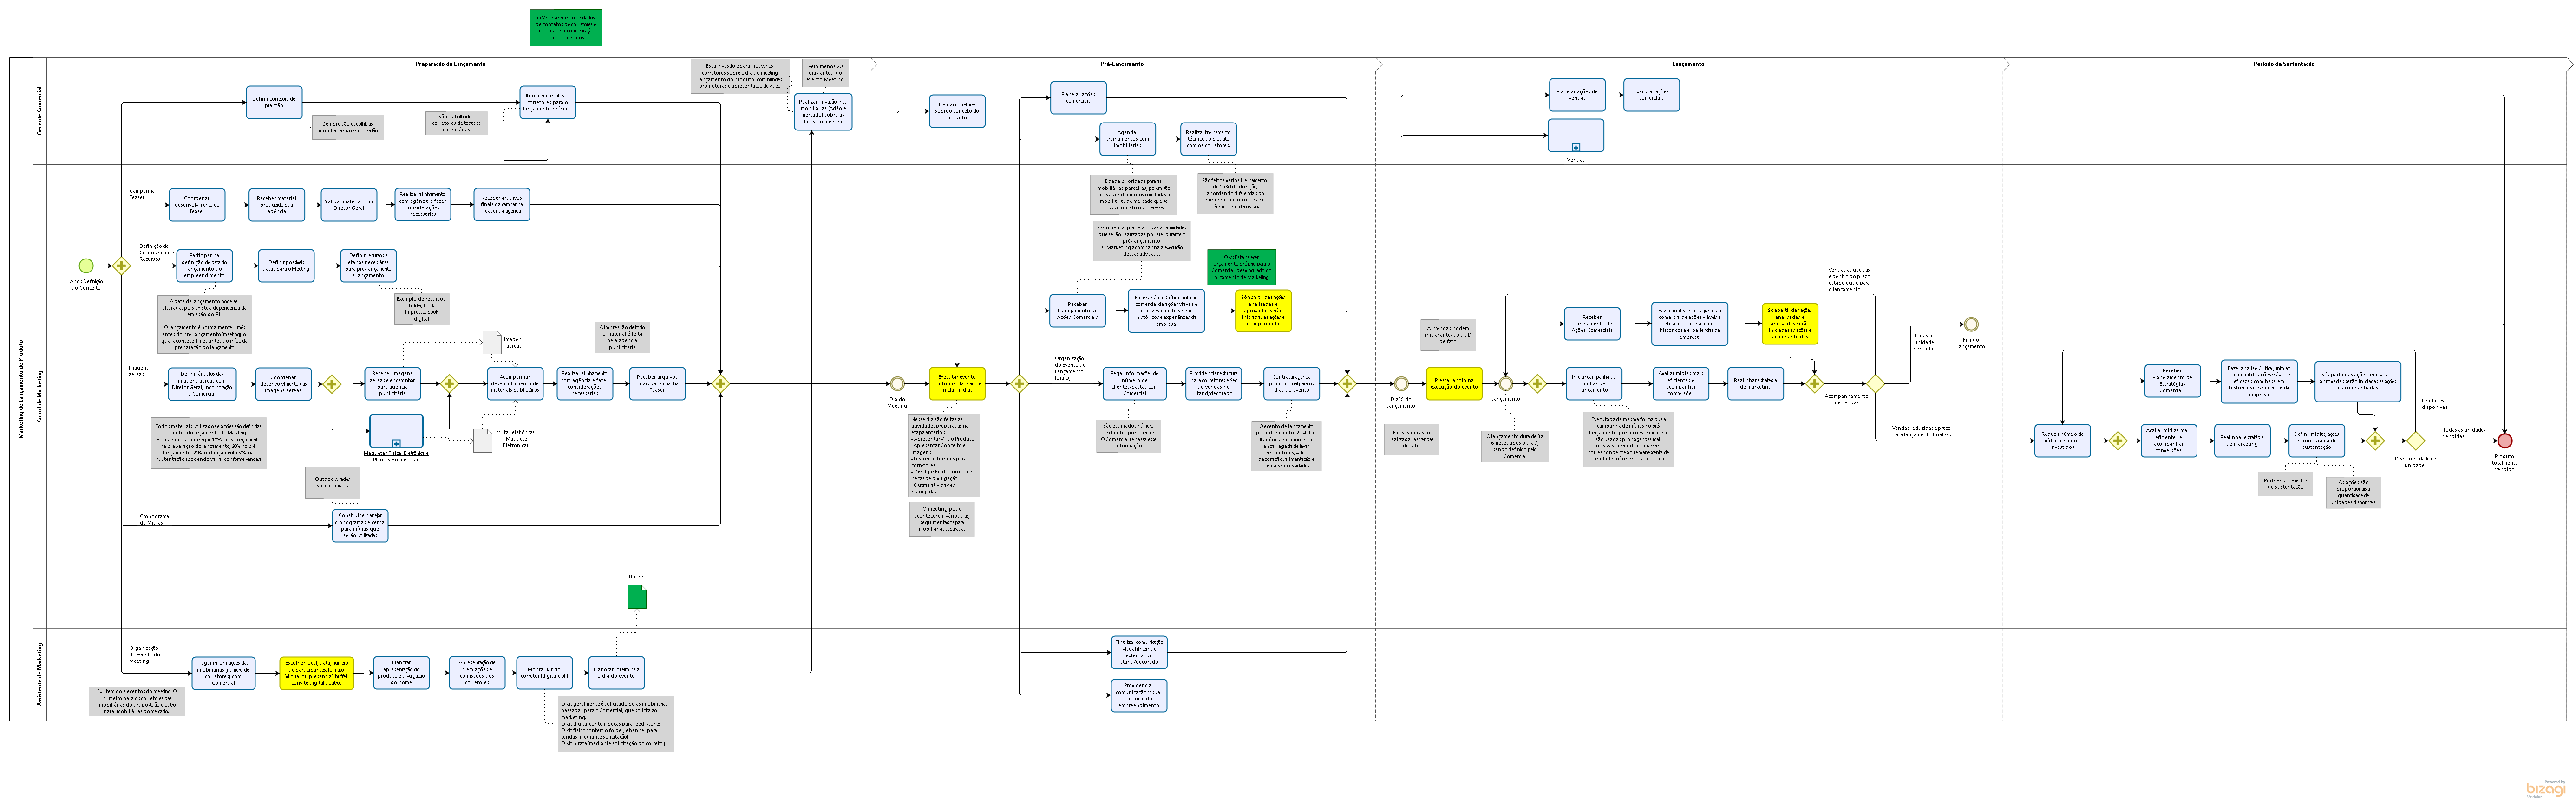 OM: Criar banco de dados
de contatos de corretores e
automatizar comunicação
com os mesmos
Marketing de Lançamento de Produto
Gerente Comercial
Coord de Marketing
Assistente de Marketing
Preparação do Lançamento
Pré-Lançamento
Lançamento
Período de Sustentação
Definir corretora de
plantão
Sempre são escolhidas
imobiliárias do Grupo Adão
Aquecer contatos de
corretores para o
lançamento próximo
São trabalhados
corretores de todas as
imobiliárias
Essa invasão é para motivar os
corretores sobre o dia do meeting
"lançamento do produto" com brindes,
promotoras e apresentação de vídeo
Pelo menos 20
dias antes do
evento Meeting
Realizar "invasão" nas
imobiliárias (Adão e
mercado) sobre as
datas do meeting
Campanha
Teaser
Coordenar
desenvolvimento do
Teaser
Receber material
produzido pela
agência
Validar material com
Diretor Geral
Realizar alinhamento
com agência e fazer
considerações
necessárias
Receber arquivos
finais da campanha
Teaser da agência
Após Definição
do Conceito
Definição de
Cronograma e
Recursos
Participar na
definição de data do
lançamento do
empreendimento
Definir possíveis
datas para o Meeting
Definir recursos e
etapas necessárias
para pré-lançamento
e lançamento
A data de lançamento pode ser
alterada, pois existe a dependência da
emissão do RI.
O lançamento é normalmente 1 mês
antes do pré-lançamento (meeting), o
qual acontece 1 mês antes do início da
preparação do lançamento
Exemplo de recursos:
folder, book
impresso, book
digital
Imagens
aéreas
Definir ângulos das
imagens aéreas com
Diretor Geral, Incorporação
e Comercial
Coordenar
desenvolvimento das
imagens aéreas
Receber imagens
aéreas e encaminhar
para agência
publicitária
Imagens
aéreas
A impressão de todo
o material é feita
pela agência
publicitária
Acompanhar
desenvolvimento de
materiais publicitários
Realizar alinhamento
com agência e fazer
considerações
necessárias
Receber arquivos
finais da campanha
Teaser
Maquetes Física, Eletrônica e
Plantas Humanizadas
Vistas eletrônicas
(Maquete
Eletrônica)
Todos materiais utilizados e ações são definidas
dentro do orçamento do Marketing.
É uma prática empregar 10% desse orçamento
na preparação do lançamento, 20% no pré-
lançamento, 20% no lançamento 50% na
sustentação (podendo variar conforme vendas)
Outdoor, redes
sociais, rádio...
Cronograma
de Mídias
Construir e planejar
cronogramas e verba
para mídias que
serão utilizadas
Roteiro
Organização
do Evento do
Meeting
Pegar informações das
imobiliárias (número de
corretores) com
Comercial
Escolher local, data, numero
de participantes, formato
(virtual ou presencial), buffet,
convite digital e outros
Elaborar
apresentação do
produto e divulgação
do nome
Apresentação de
premiações e
comissões dos
corretores
Montar kit do
corretor (digital e off)
Elaborar roteiro para
o dia do evento
Existem dois eventos do meeting. O
primeiro para os corretores das
imobiliárias do grupo Adão e outro
para imobiliárias do mercado.
O kit geralmente é solicitado pelas imobiliárias
passadas para o Comercial, que solicita ao
marketing.
O kit digital contém peças para feed, stories,
O kit físico contem o folder, e banner para
tendas (mediante solicitação)
O Kit pirata (mediante solicitação do corretor)
Treinar corretores
sobre o conceito do
produto
Dia do
Meeting
Executar evento
conforme planejado e
iniciar mídias
Nesse dia são feitas as
atividades preparadas na
etapa anterior:
- Apresentar VT do Produto
- Apresentar Conceito e
imagens
- Distribuir brindes para os
corretores
- Divulgar kit do corretor e
peças de divulgação
- Outras atividades
planejadas
O meeting pode
acontecer em vários dias,
seguimentados para
imobiliárias separadas
Planejar ações
comerciais
Agendar
treinamentos com
imobiliárias
Realizar treinamento
técnico do produto
com os corretores.
É dada prioridade para as
imobiliárias parceiras, porém são
feitas agendamentos com todas as
imobiliárias de mercado que se
possui contato ou interesse.
São feitos vários treinamentos
de 1h30 de duração,
abordando diferenciais do
empreendimento e detalhes
técnicos no decorado.
O Comercial planeja todas as atividades
que serão realizadas por eles durante o
pré-lançamento.
O Marketing acompanha a execução
dessas atividades
OM: Estabelecer
orçamento próprio para o
Comercial, desvinculado do
orçamento da Marketing
Receber
Planejamento de
Ações Comerciais
Fazer análise Crítica junto ao
comercial de ações viáveis e
eficazes com base em
históricos e experiências da
empresa
Só a partir das ações
analisadas e
aprovadas serão
iniciadas as ações e
acompanhadas
Organização do
Evento de
Lançamento
(Dia D)
Pegar informações de
número de
clientes/pastas com
Comercial
Providenciar estrutura
para corretores e Sec
de Vendas no
stand/decorado
Contratar agência
promocional para os
dias do evento
São estimados número
de clientes por corretor.
O Comercial repassa esse
informação
O evento de lançamento
pode durar entre 2 e 4 dias.
A Agência promocional é
encarregada de levar
promotores, valet,
decoração, alimentação e
demais necessidades
Finalizar comunicação
visual (interna e
externa) do
stand/decorado
Providenciar
comunicação visual
do local do
empreendimento
Planejar ações de
vendas
Executar ações
comerciais
Vendas
As vendas podem
iniciar antes do dia D
de fato
Dia(s) do
Lançamento
Prestar apoio na
execução do evento
Nesses dias são
realizadas as vendas
de fato
Lançamento
O lançamento dura de 3 a
6 meses após o dia D,
sendo definido pelo
Comercial
Vendas aquecidas
e dentro do prazo
estabelecido para
o lançamento
Receber
Planejamento de
Ações Comerciais
Fazer análise Crítica junto ao
comercial de ações viáveis e
eficazes com base em
históricos e experiências da
empresa
Só a partir das ações
analisadas e
aprovadas serão
iniciadas as ações e
acompanhadas
Iniciar campanha de
mídias de
lançamento
Avaliar mídias mais
eficientes e
acompanhar
conversões
Realinhar estratégia
de marketing
Executada da mesma forma que a
campanha de mídias no pré-
lançamento, porém nesse momento
são usadas propagandas mais
incisivas de venda e uma verba
correspondente ao remanescente de
unidades não vendidas no dia D
Acompanhamento
de vendas
Todas as
unidades
vendidas
Fim do
Lançamento
Vendas reduzidas e prazo
para lançamento finalizado
Reduzir número de
mídias e valores
investidos
Receber
Planejamento de
Estratégias
Comerciais
Fazer análise Crítica junto ao
comercial de ações viáveis e
eficazes com base em
históricos e experiências da
empresa
Só a partir das ações analisadas e
aprovadas serão iniciadas as ações
e acompanhadas
Avaliar mídias mais
eficientes e
acompanhar
conversões
Realinhar estratégia
de marketing
Definir mídias, ações
e cronograma de
sustentação
Pode existir eventos
de sustentação
As ações são
proporcionais a
quantidade de
unidades disponíveis
Unidades
disponíveis
Disponibilidade de
unidades
Todas as unidades
vendidas
Produto
totalmente
vendido
Powered by
bizagi
Modeler